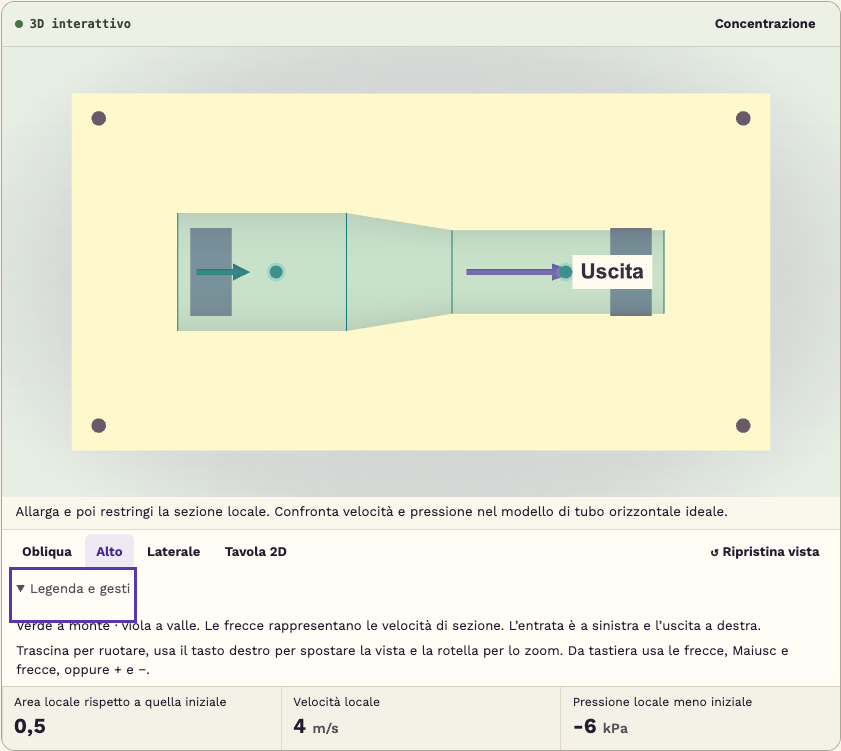 3D interattivo
Concentrazione
Uscita
Allarga e poi restringi la sezione locale. Confronta velocità e pressione nel modello di tubo orizzontale ideale.
Obliqua
Alto
Laterale
Tavola 2D
↺ Ripristina vista
▼ Legenda e gesti
Verde a monte · viola a valle. Le frecce rappresentano le velocità di sezione. L’entrata è a sinistra e l’uscita a destra.
Trascina per ruotare, usa il tasto destro per spostare la vista e la rotella per lo zoom. Da tastiera usa le frecce, Maiusc e
frecce, oppure + e −.
Area locale rispetto a quella iniziale
0,5
Velocità locale
4 m/s
Pressione locale meno iniziale
-6 kPa